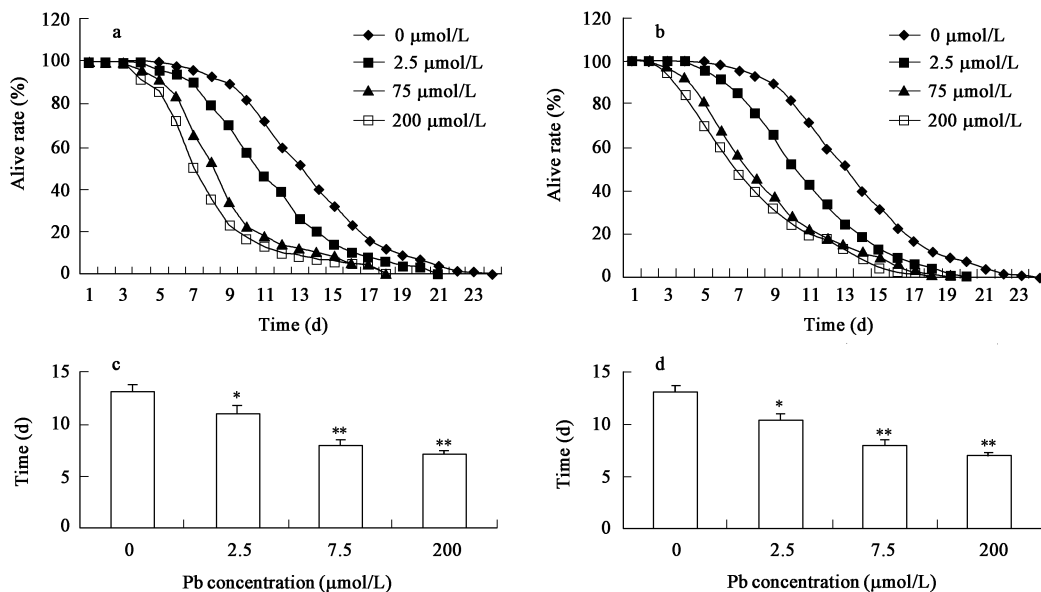 a
120
100
80
60
40
20
0
Alive rate (%)
0 μmol/L
2.5 μmol/L
75 μmol/L
200 μmol/L
1 3 5 7 9 11 13 15 17 19 21 23
Time (d)
b
120
100
80
60
40
20
0
Alive rate (%)
0 μmol/L
2.5 μmol/L
75 μmol/L
200 μmol/L
1 3 5 7 9 11 13 15 17 19 21 23
Time (d)
c
15
10
5
0
Time (d)
*
**
**
0 2.5 7.5 200
Pb concentration (μmol/L)
d
15
10
5
0
Time (d)
*
**
**
0 2.5 7.5 200
Pb concentration (μmol/L)